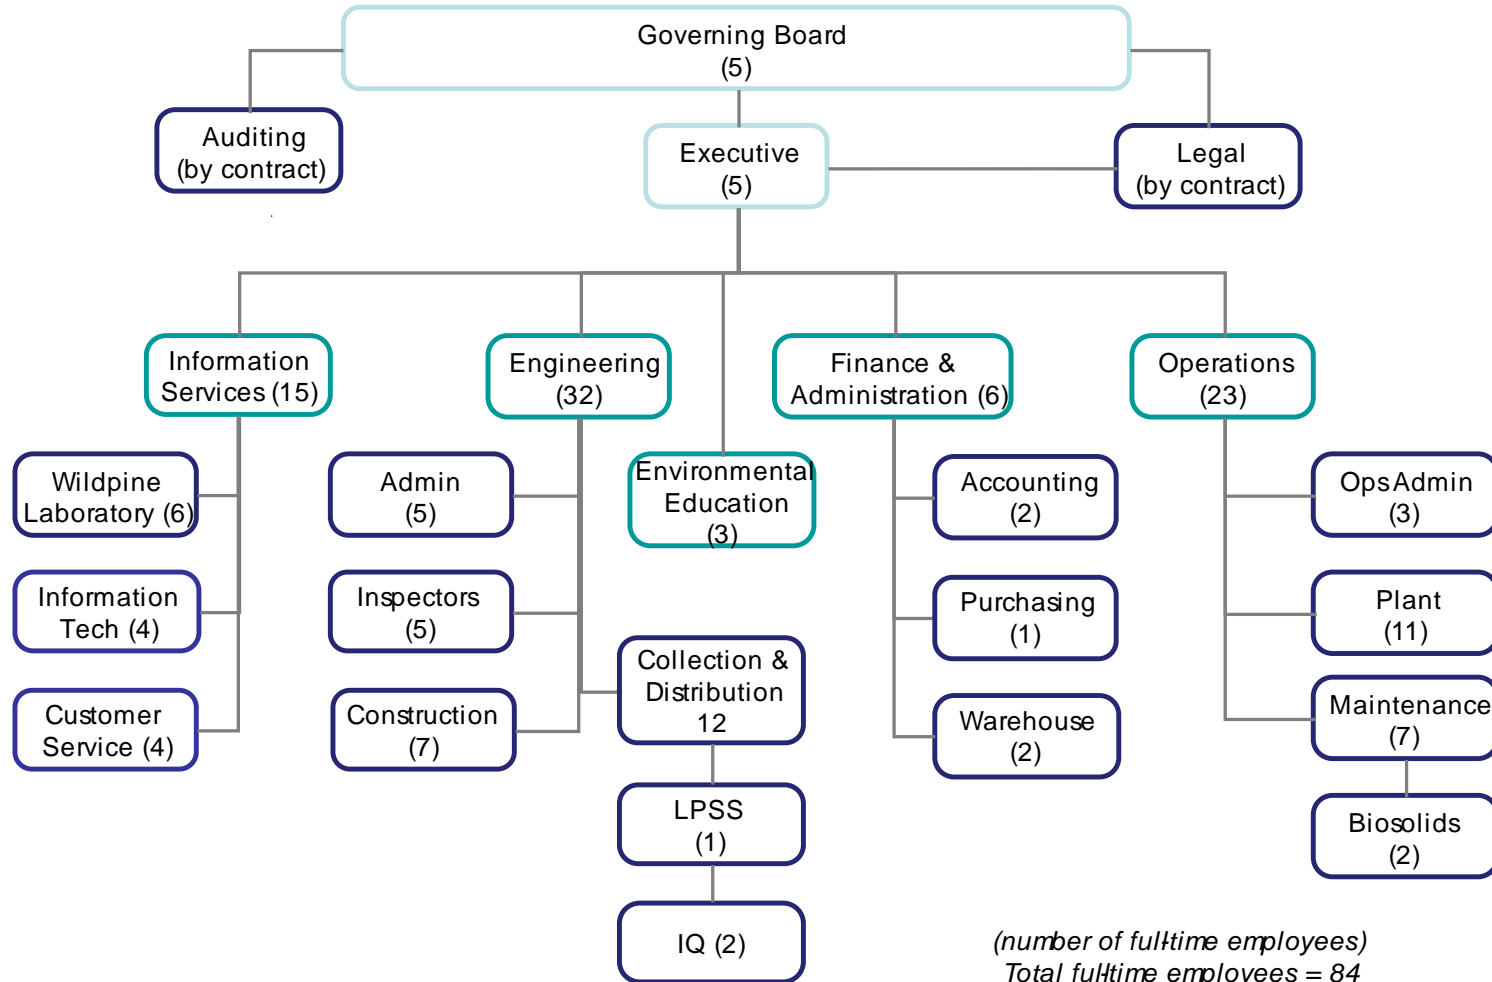 Governing Board
(5)
Auditing
(by contract)
Executive
(5)
Legal
(by contract)
Information
Services (15)
Engineering
(32)
Finance &
Administration (6)
Operations
(23)
Wildpine
Laboratory (6)
Admin
(5)
Environmental
Education
(3)
Accounting
(2)
Ops Admin
(3)
Information
Tech (4)
Inspectors
(5)
Purchasing
(1)
Plant
(11)
Collection &
Distribution
12
Customer
Service (4)
Construction
(7)
Warehouse
(2)
Maintenance
(7)
LPSS
(1)
Biosolids
(2)
IQ (2)
(number of full-time employees)
Total full-time employees = 84